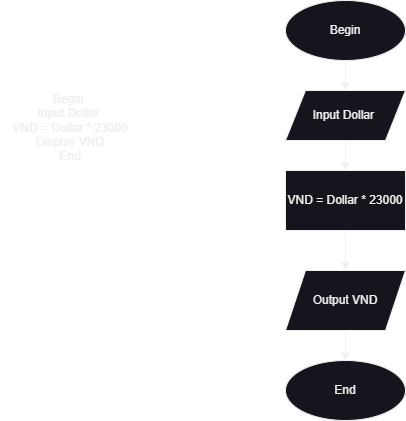 Begin
Input Dollar
VND = Dollar * 23000
Display VND
End
Begin
Input Dollar
VND = Dollar * 23000
Output VND
End